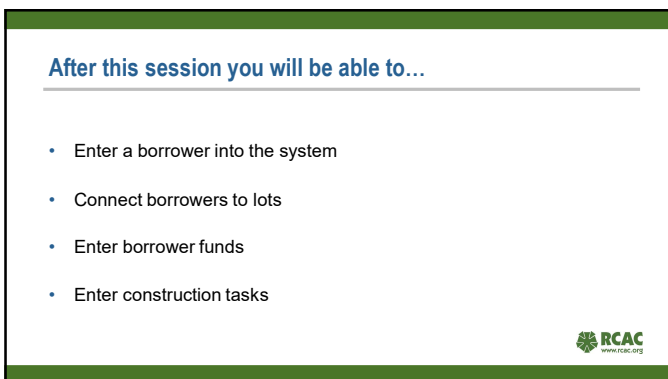 After this session you will be able to…
• Enter a borrower into the system
• Connect borrowers to lots
• Enter borrower funds
• Enter construction tasks
RCAC
www.rcac.org